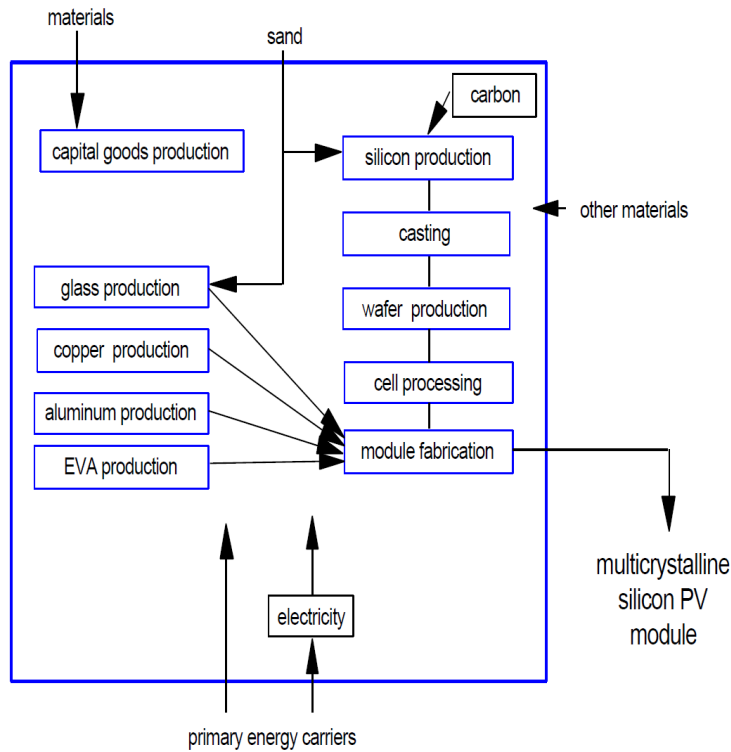 materials
sand
carbon
capital goods production
silicon production
other materials
casting
glass production
wafer production
copper production
cell processing
aluminum production
module fabrication
EVA production
multicrystalline
silicon PV
module
electricity
primary energy carriers